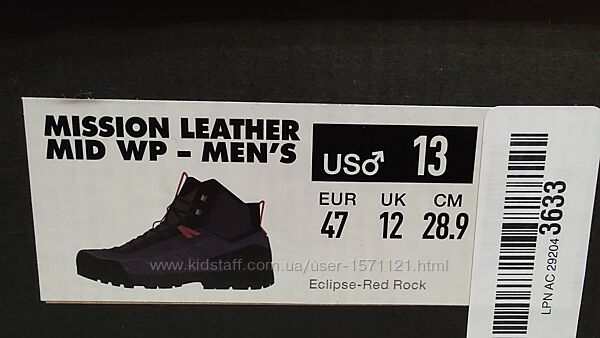 MISSION LEATHER
MID WP – MEN'S
US♂ 13
EUR UK CM
47 12 28.9
Eclipse-Red Rock
LPN AC 29204 3633
www.kidstaff.com.ua/user-1571121.html